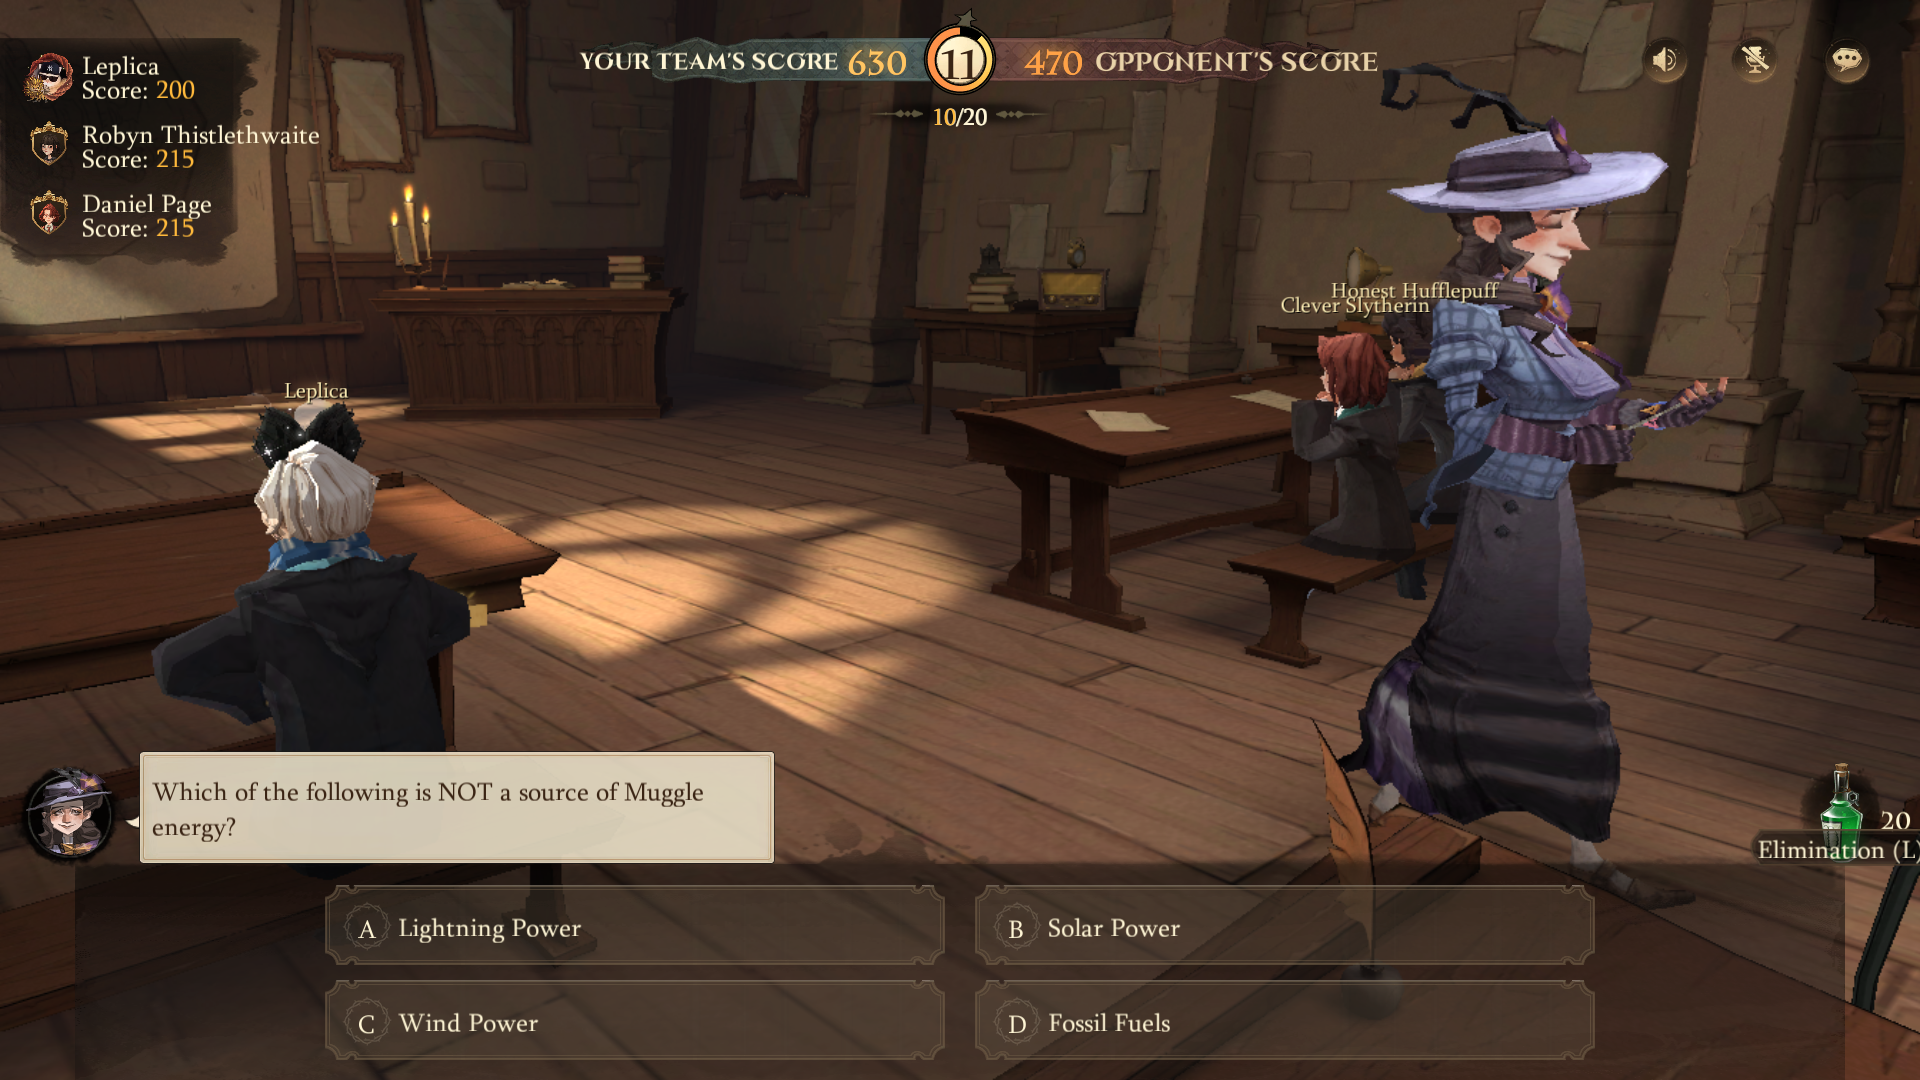 Leplica
Score: 200
Robyn Thistlethwaite
Score: 215
Daniel Page
Score: 215
YOUR TEAM'S SCORE 630 11 470 OPPONENT'S SCORE
10/20
Honest Hufflepuff
Clever Slytherin
Leplica
Which of the following is NOT a source of Muggle
energy?
20
Elimination (L)
A Lightning Power
B Solar Power
C Wind Power
D Fossil Fuels